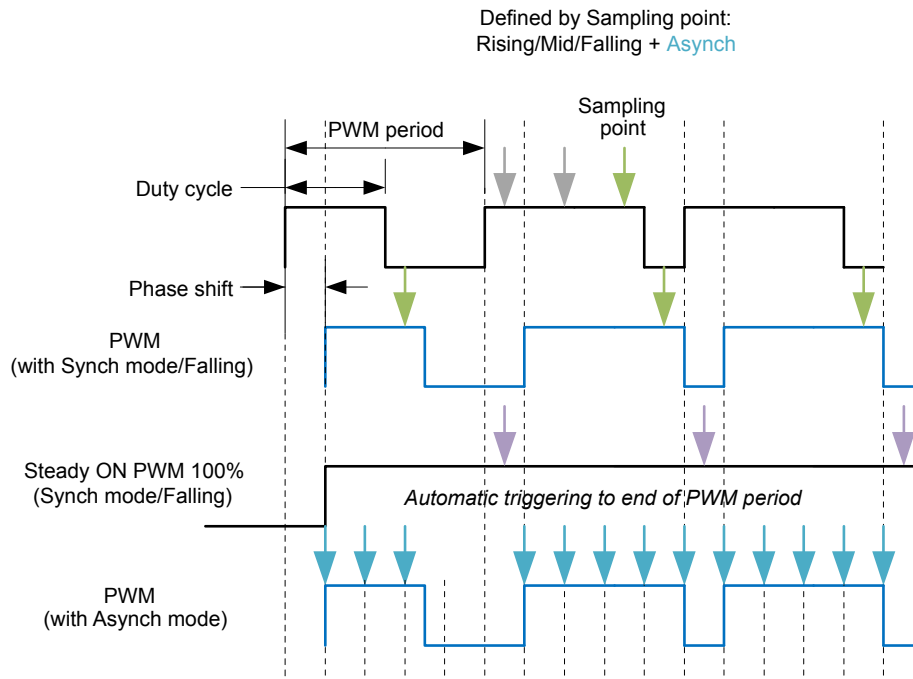 Defined by Sampling point:
Rising/Mid/Falling + Asynch
Sampling
point
PWM period
Duty cycle
Phase shift
PWM
(with Synch mode/Falling)
Steady ON PWM 100%
(Synch mode/Falling)
Automatic triggering to end of PWM period
PWM
(with Asynch mode)